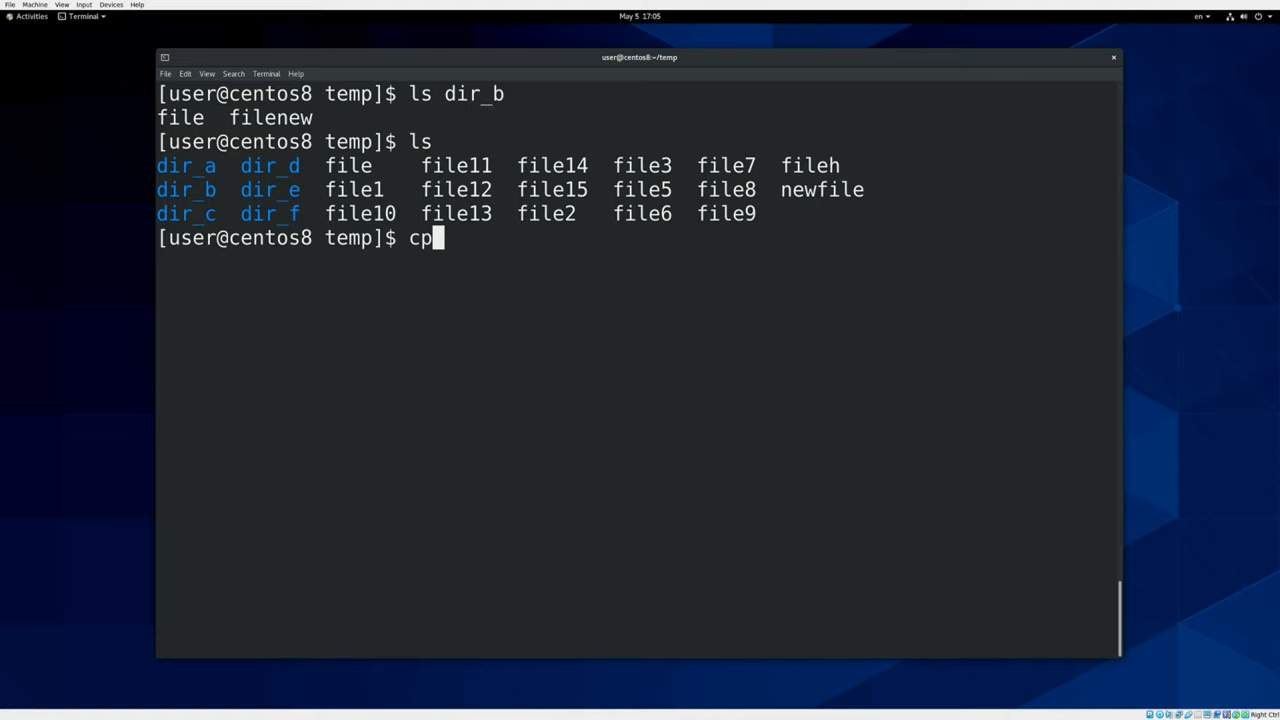 File Machine View Input Devices Help
Activities Terminal May 5 17:05 en
user@centos8:~/temp
File Edit View Search Terminal Help
[user@centos8 temp]$ ls dir_b
file filenew
[user@centos8 temp]$ ls
dir_a dir_d file file11 file14 file3 file7 fileh
dir_b dir_e file1 file12 file15 file5 file8 newfile
dir_c dir_f file10 file13 file2 file6 file9
[user@centos8 temp]$ cp
Right Ctrl